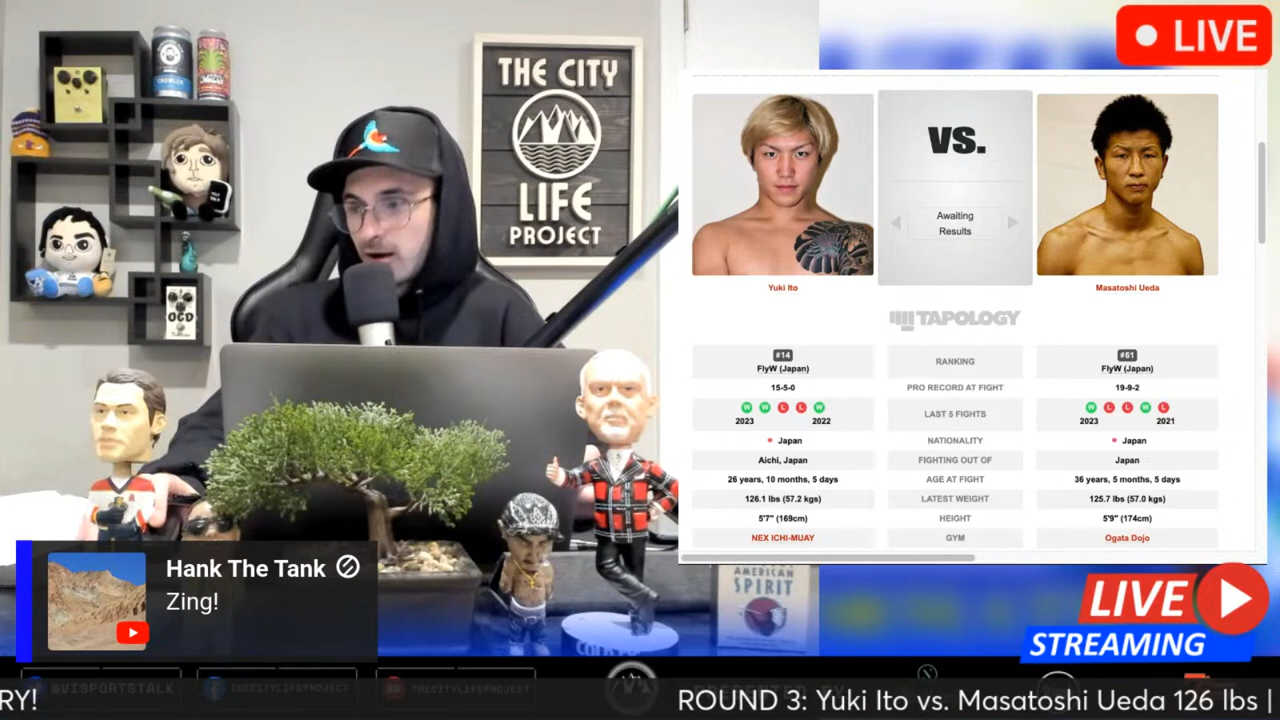 LIVE
THE CITY
LIFE
PROJECT
CRAWLER
OCD
VS.
Awaiting
Results
Yuki Ito
Masatoshi Ueda
TAPOLOGY
#14
FlyW (Japan)
RANKING
#61
FlyW (Japan)
15-5-0
PRO RECORD AT FIGHT
19-9-2
W W L L W
2023 2022
LAST 5 FIGHTS
W L L W L
2023 2021
Japan
NATIONALITY
Japan
Aichi, Japan
FIGHTING OUT OF
Japan
26 years, 10 months, 5 days
AGE AT FIGHT
36 years, 5 months, 5 days
126.1 lbs (57.2 kgs)
LATEST WEIGHT
125.7 lbs (57.0 kgs)
5'7" (169cm)
HEIGHT
5'9" (174cm)
NEX ICHI-MUAY
GYM
Ogata Dojo
Hank The Tank
Zing!
AMERICAN
SPIRIT
LIVE
STREAMING
@VISPORTSTALK
THECITYLIFEPROJECT
THECITYLIFEPROJECT
RY!
ROUND 3: Yuki Ito vs. Masatoshi Ueda 126 lbs |